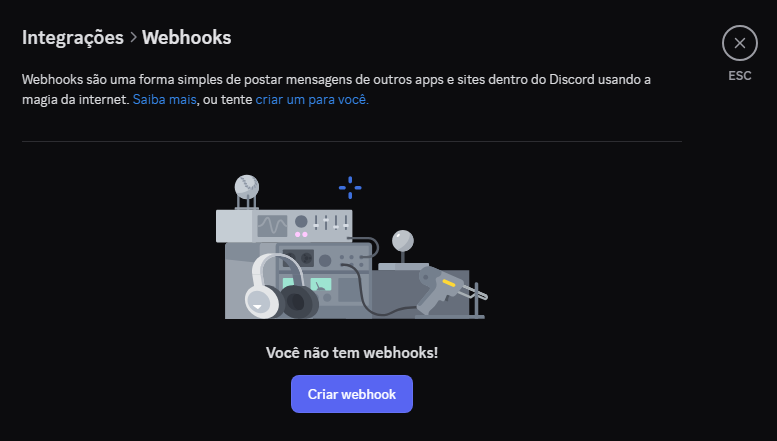 Integrações > Webhooks
ESC
Webhooks são uma forma simples de postar mensagens de outros apps e sites dentro do Discord usando a
magia da internet. Saiba mais, ou tente criar um para você.
Você não tem webhooks!
Criar webhook